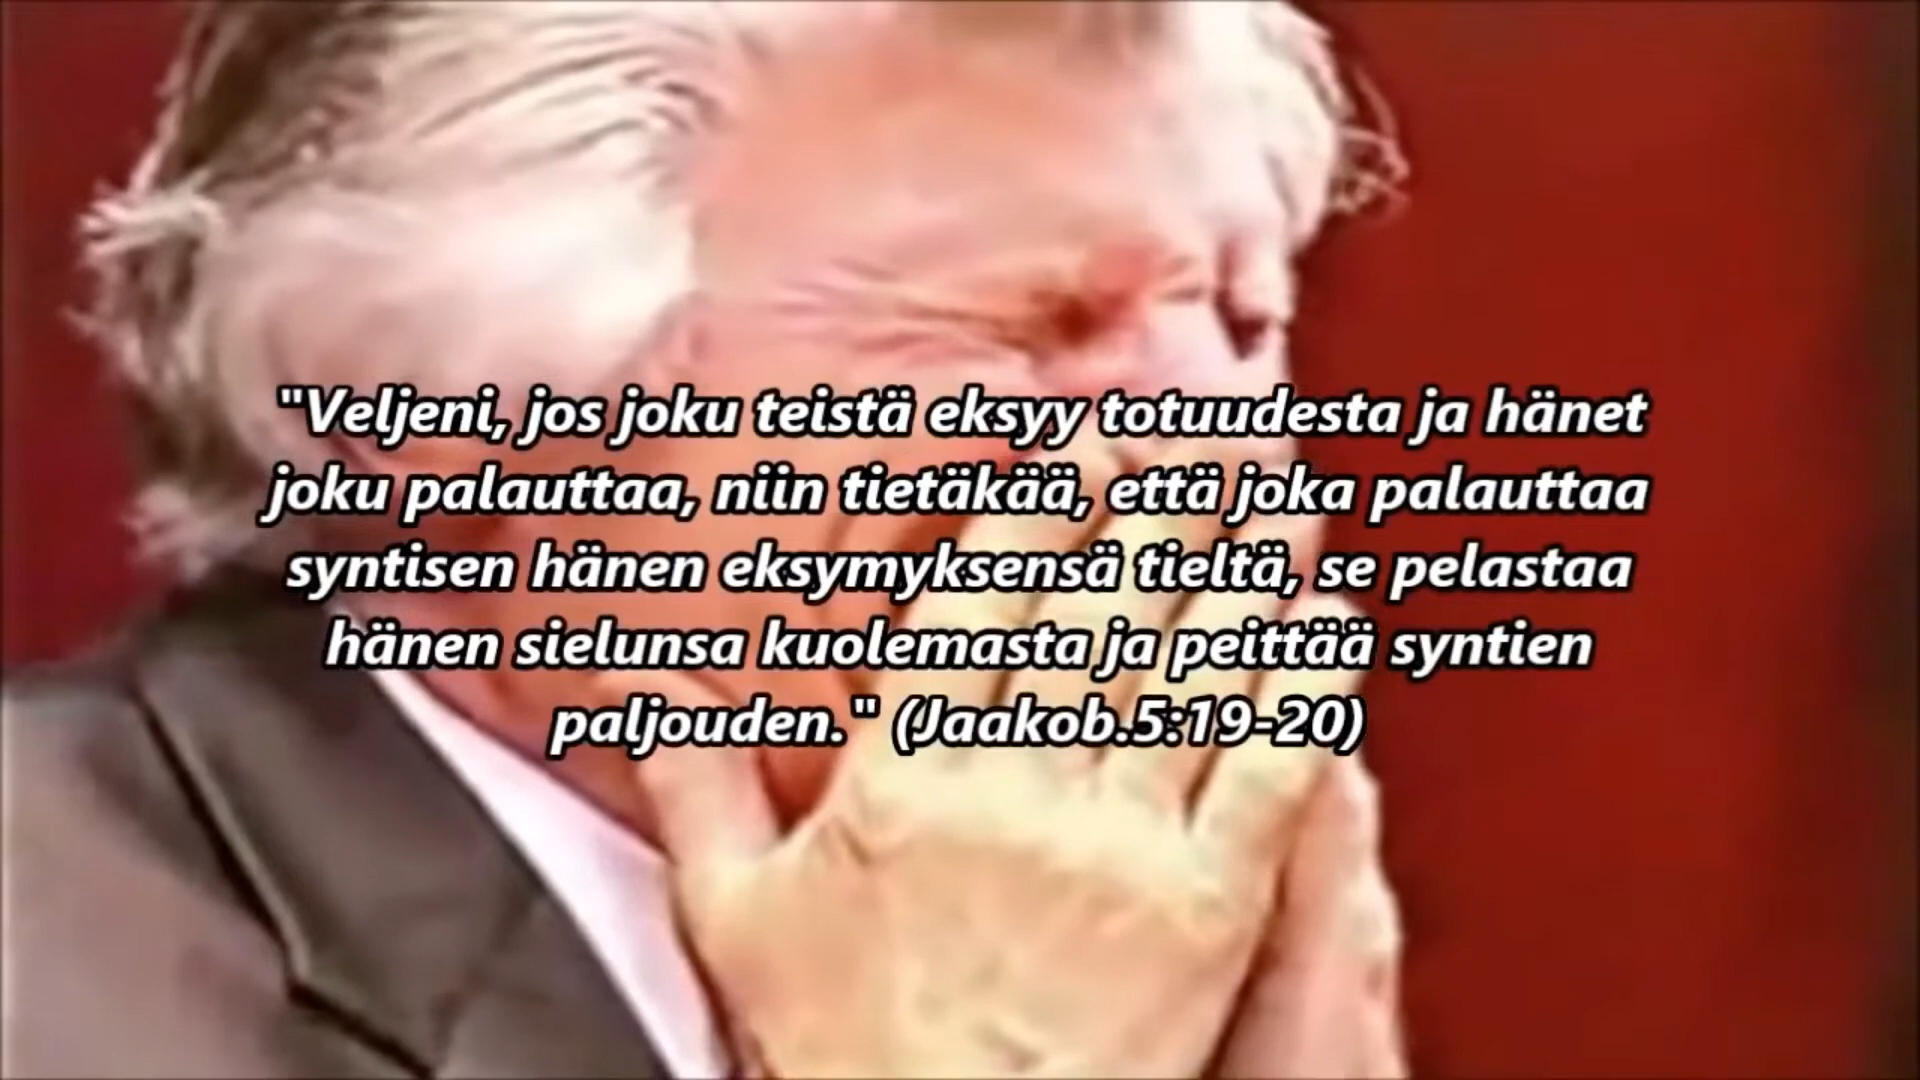 "Veljeni, jos joku teistä eksyy totuudesta ja hänet
joku palauttaa, niin tietäkää, että joka palauttaa
syntisen hänen eksymyksensä tieltä, se pelastaa
hänen sielunsa kuolemasta ja peittää syntien
paljouden." (Jaakob.5:19-20)